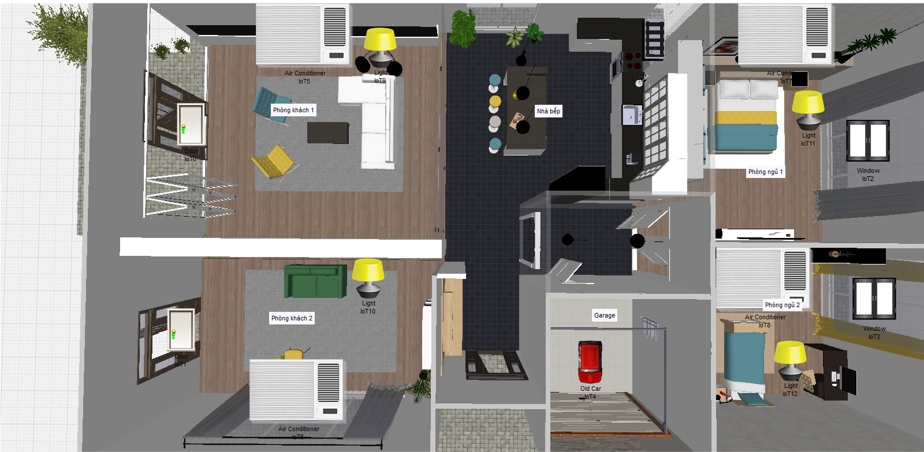 Air Conditioner
IoT5
Light
IoT9
Phòng khách 1
Nhà bếp
Air Cond
Light
IoT11
Window
IoT2
Phòng ngủ 1
Phòng khách 2
Light
IoT10
Garage
Old Car
IoT4
Phòng ngủ 2
Air Conditioner
IoT8
Window
IoT3
Light
IoT12
Air Conditioner